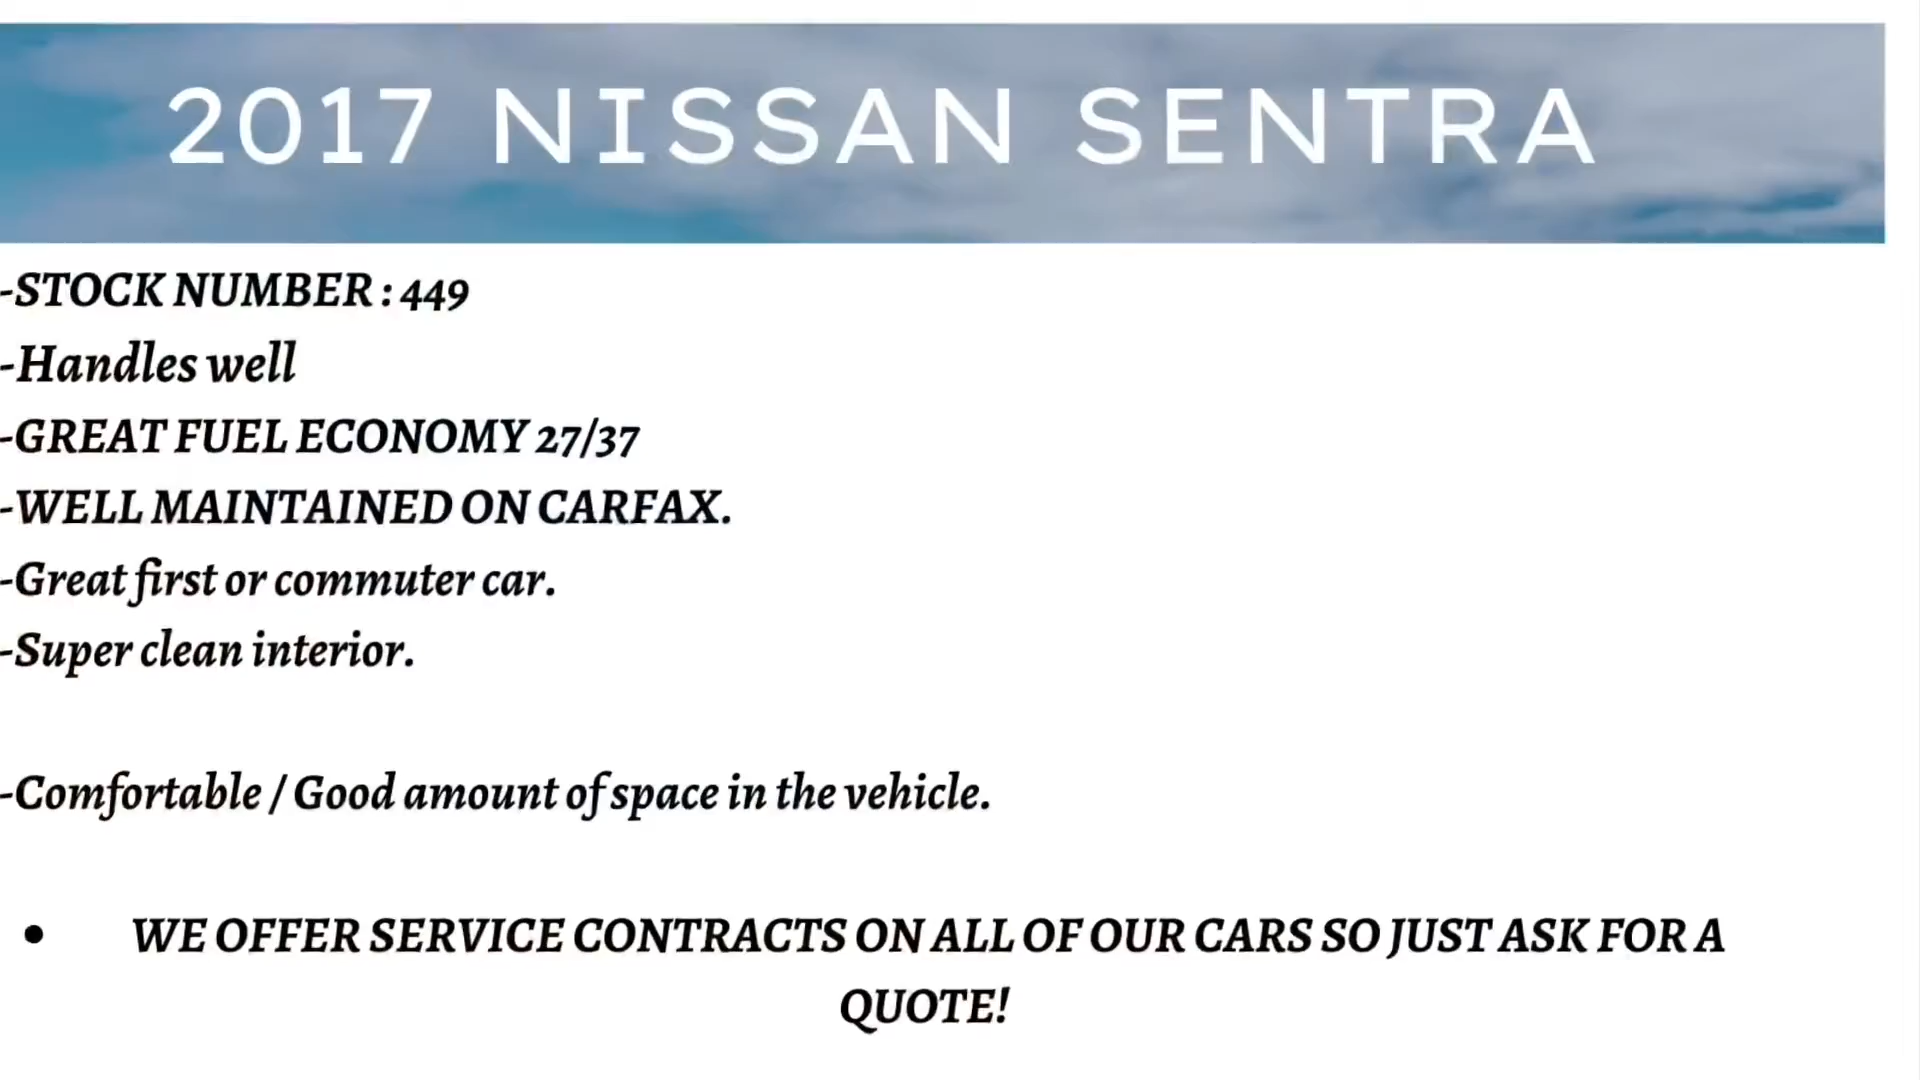 2017 NISSAN SENTRA
-STOCK NUMBER : 449
-Handles well
-GREAT FUEL ECONOMY 27/37
-WELL MAINTAINED ON CARFAX.
-Great first or commuter car.
-Super clean interior.
-Comfortable / Good amount of space in the vehicle.
• WE OFFER SERVICE CONTRACTS ON ALL OF OUR CARS SO JUST ASK FOR A
QUOTE!